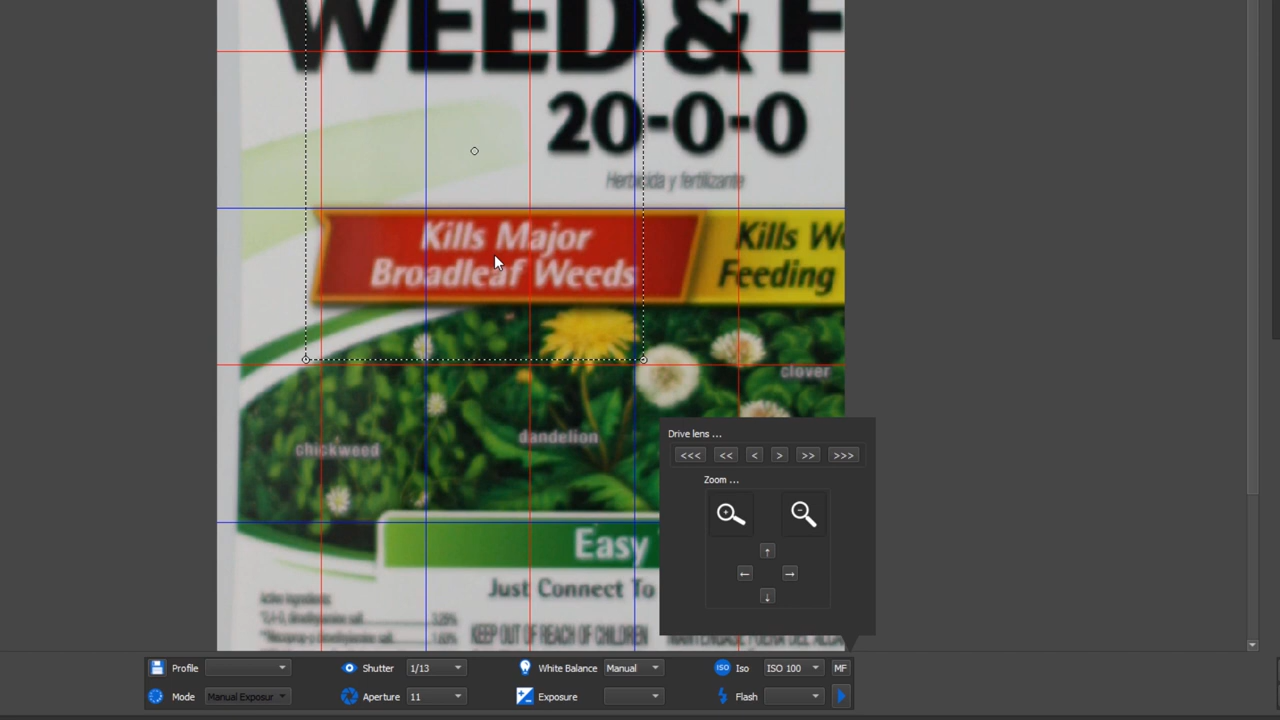 WEED & F
20-0-0
Herbicida y fertilizante
Kills Major
Broadleaf Weeds
Kills W
Feeding
clover
dandelion
chickweed
Easy
Just Connect To
KEEP OUT OF REACH OF CHILDREN
Drive lens ...
<<< << < > >> >>>
Zoom ...
Profile
Shutter 1/13
White Balance Manual
Iso ISO 100
MF
Mode Manual Exposur
Aperture 11
Exposure
Flash